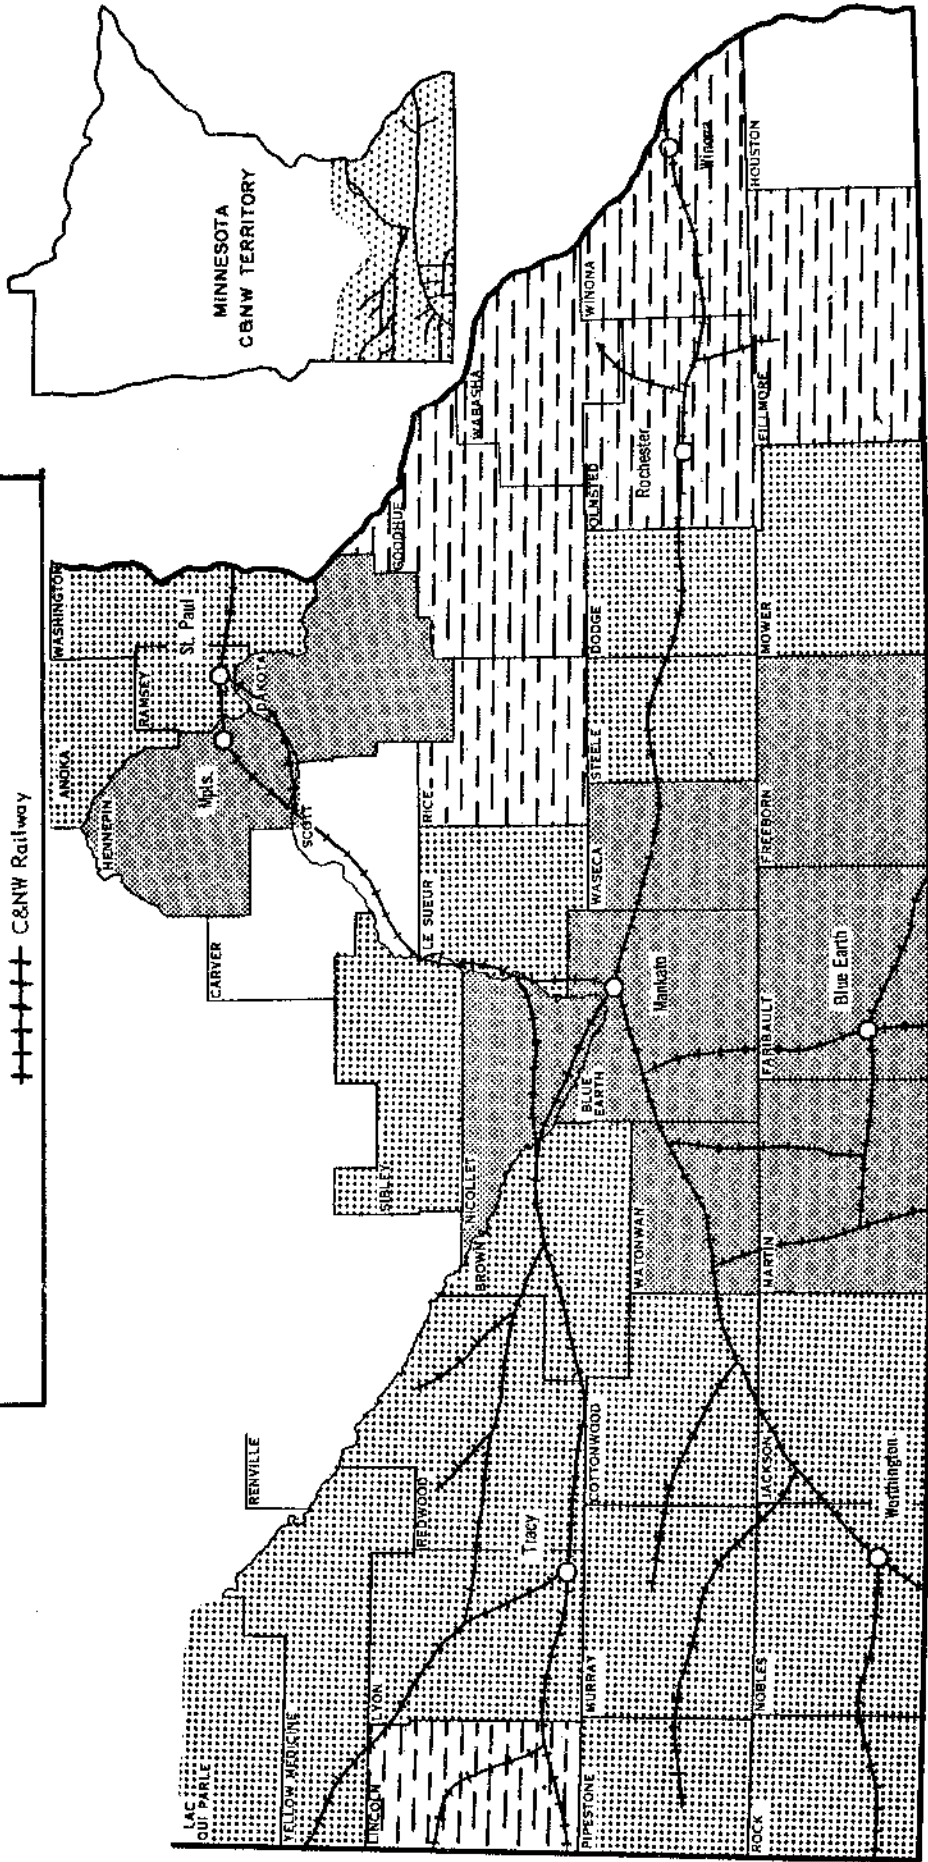 C&NW Railway
MINNESOTA
C&NW TERRITORY
WASHINGTON
ANOKA
RAMSEY
St. Paul
HENNEPIN
Mpls.
DAKOTA
CARVER
SCOTT
GOODHUE
WABASHA
WINONA
Winona
HOUSTON
RICE
LE SUEUR
SIBLEY
NICOLLET
BROWN
RENVILLE
REDWOOD
LAC
QUI PARLE
YELLOW MEDICINE
LYON
LINCOLN
Tracy
OLMSTED
Rochester
FILLMORE
DODGE
MOWER
STEELE
WASECA
FREEBORN
Mankato
BLUE
EARTH
FARIBAULT
Blue Earth
WATONWAN
MARTIN
COTTONWOOD
JACKSON
Worthington
MURRAY
NOBLES
PIPESTONE
ROCK